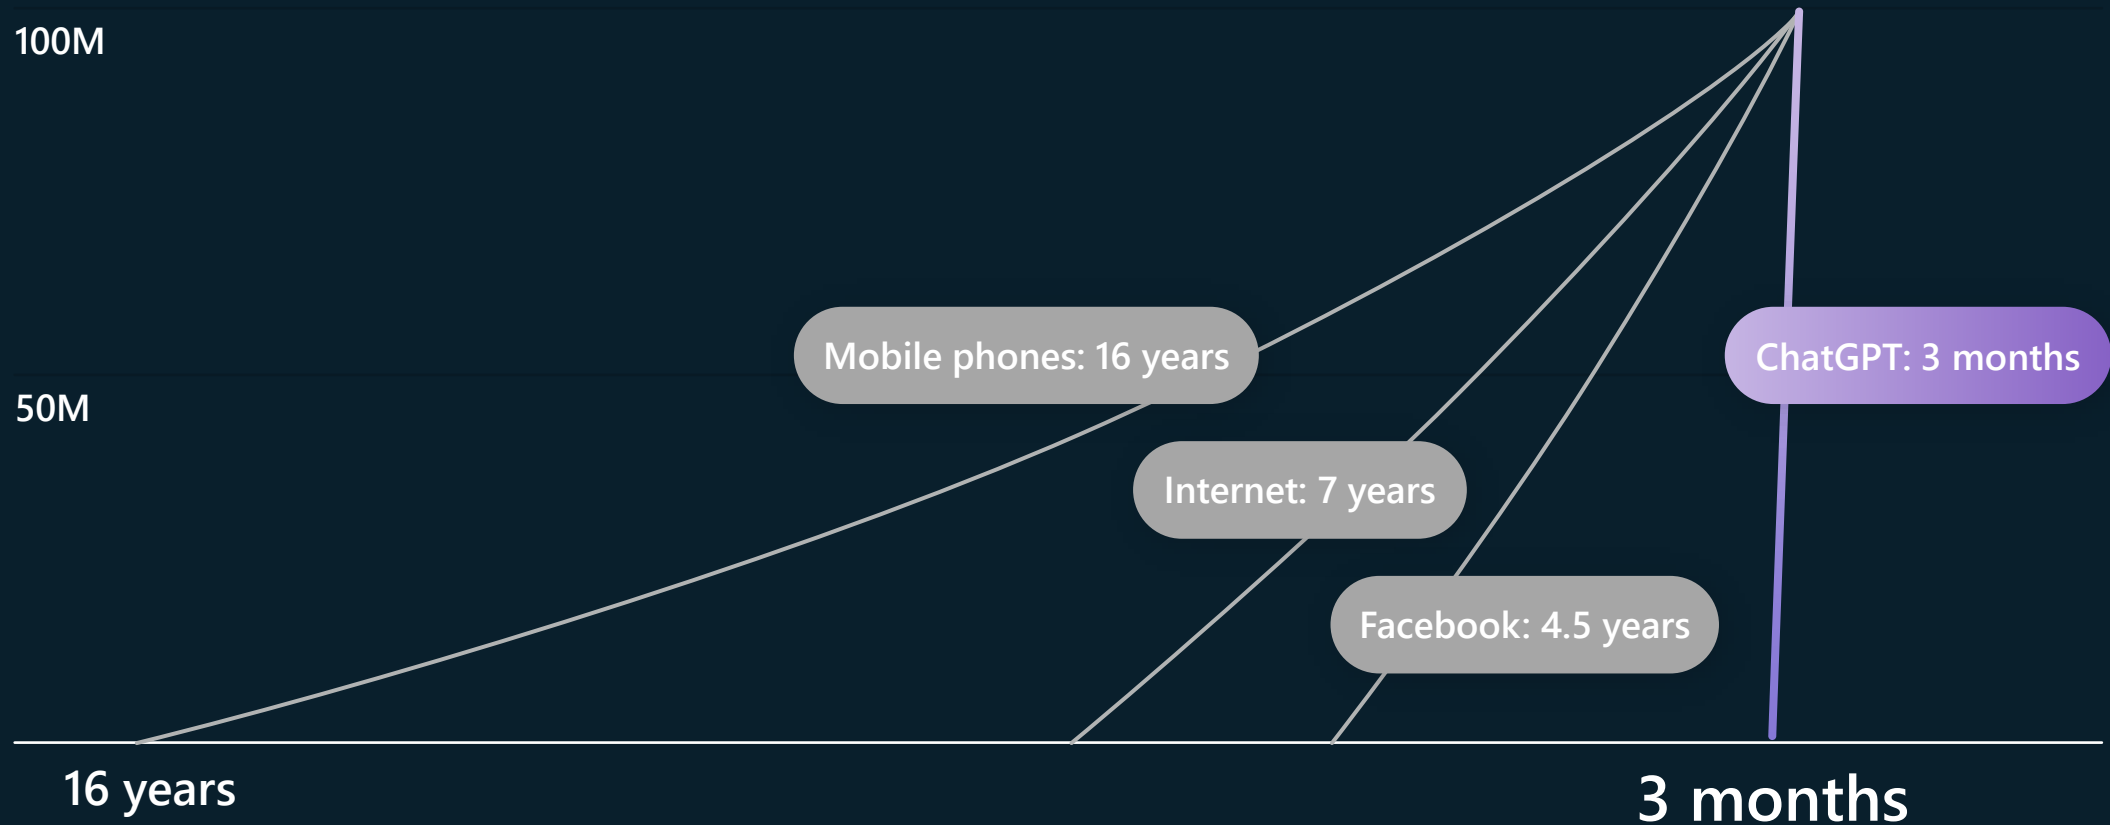 100M
50M
Mobile phones: 16 years
ChatGPT: 3 months
Internet: 7 years
Facebook: 4.5 years
16 years
3 months